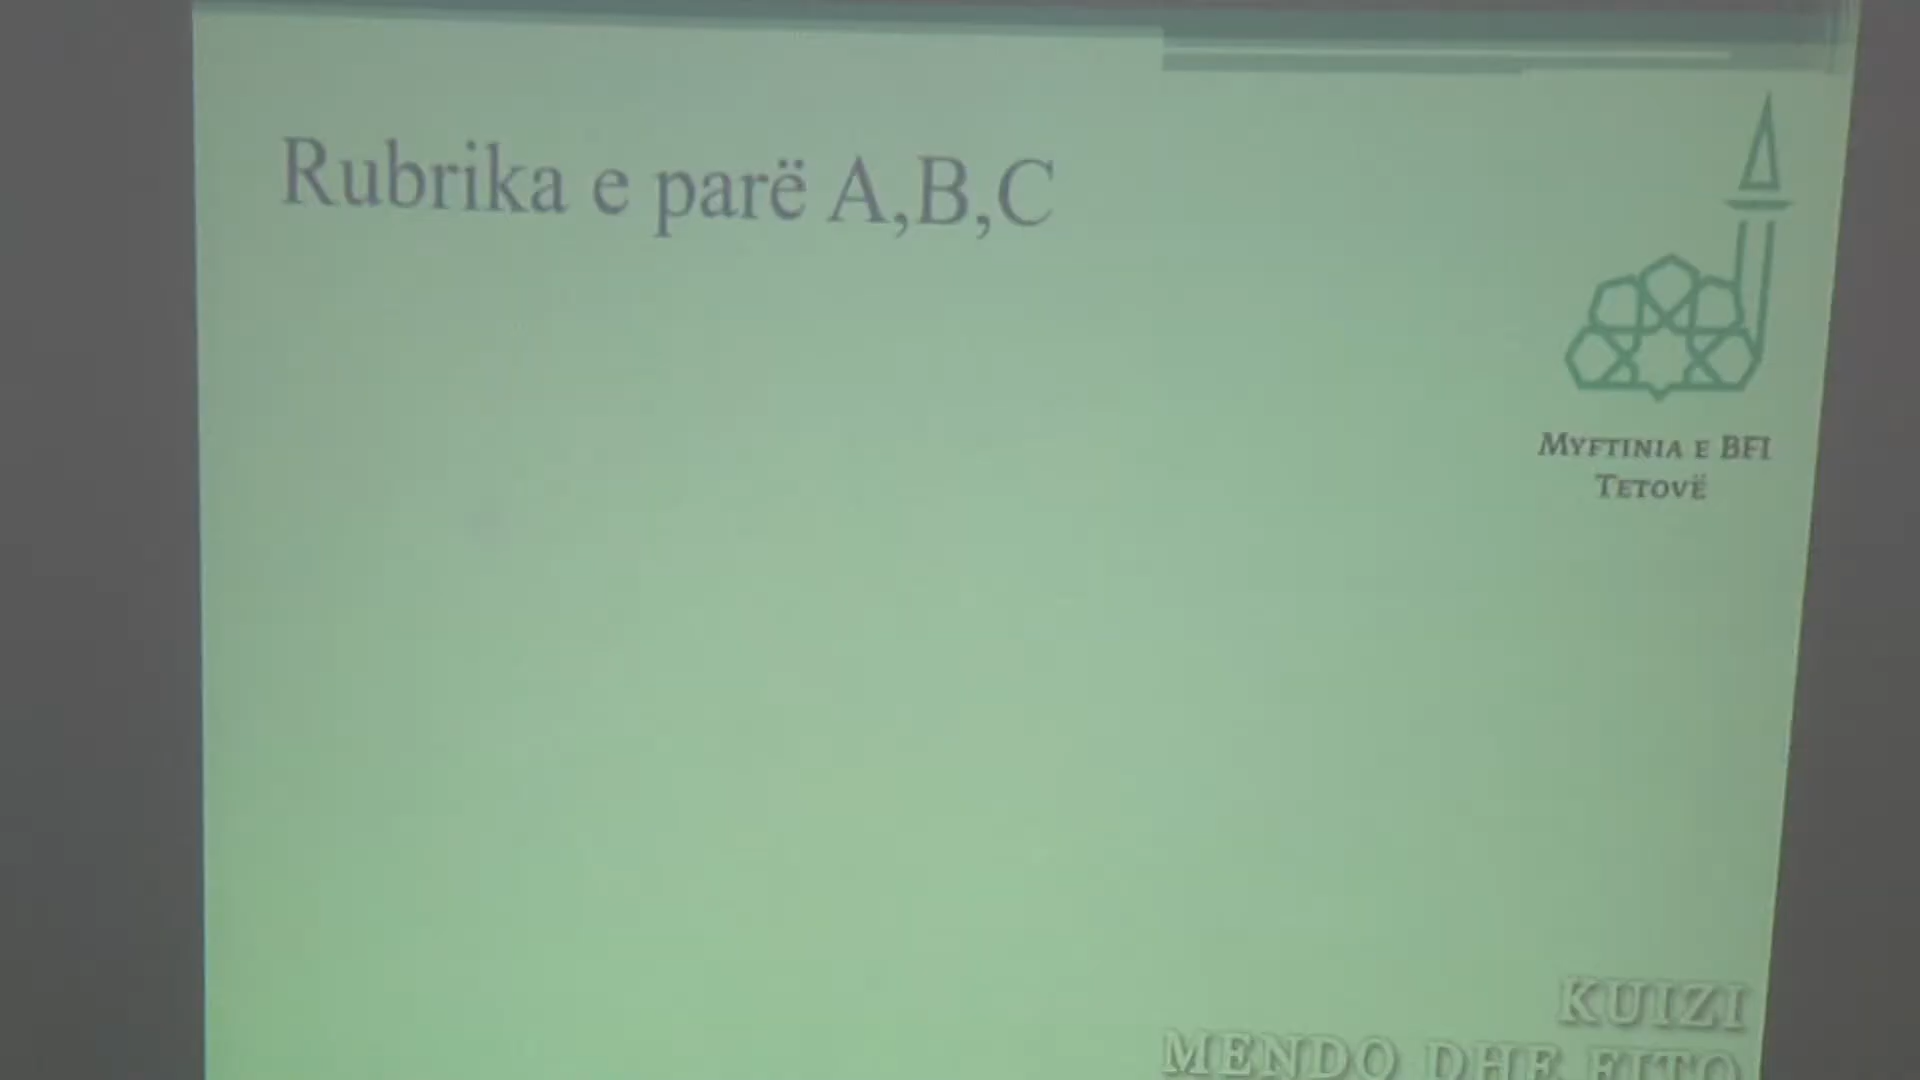 Rubrika e parë A,B,C
MYFTINIA E BFI
TETOVË
KUIZI
MENDO DHE FITO